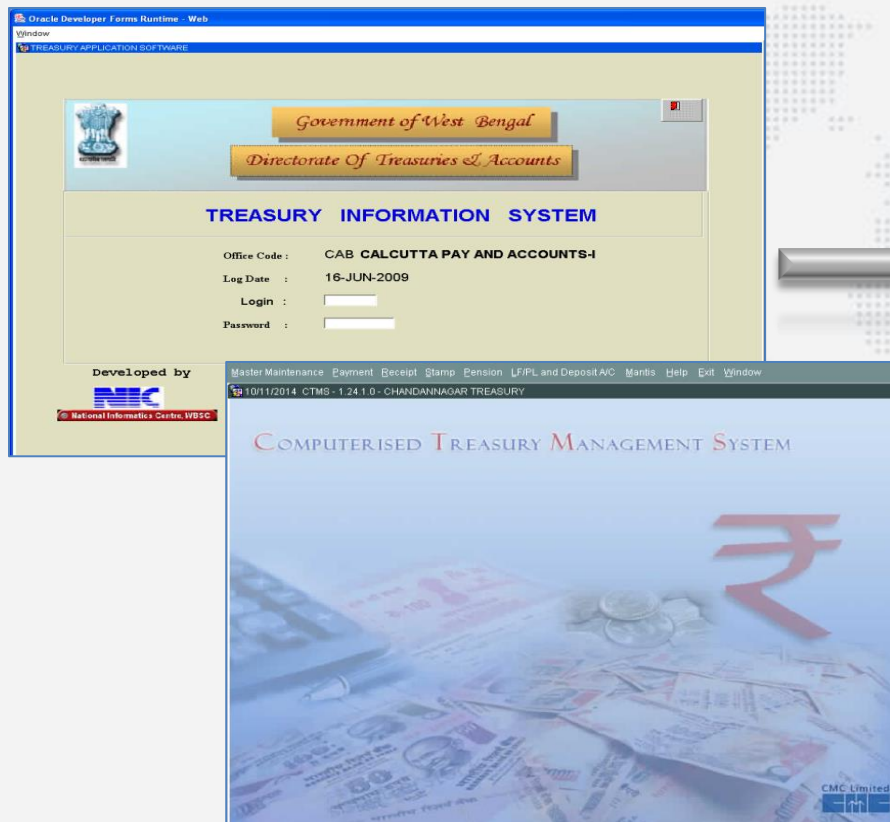 Oracle Developer Forms Runtime - Web
Window
TREASURY APPLICATION SOFTWARE
Government of West Bengal
Directorate Of Treasuries & Accounts
TREASURY INFORMATION SYSTEM
Office Code : CAB CALCUTTA PAY AND ACCOUNTS-I
Log Date : 16-JUN-2009
Login :
Password :
Developed by
NIC
National Informatics Centre, WBSC
Master Maintenance Payment Receipt Stamp Pension LF/PL and Deposit A/C Mantis Help Exit Window
10/11/2014 CTMS - 1.24.1.0 - CHANDANNAGAR TREASURY
COMPUTERISED TREASURY MANAGEMENT SYSTEM
₹
CMC Limited
CMC